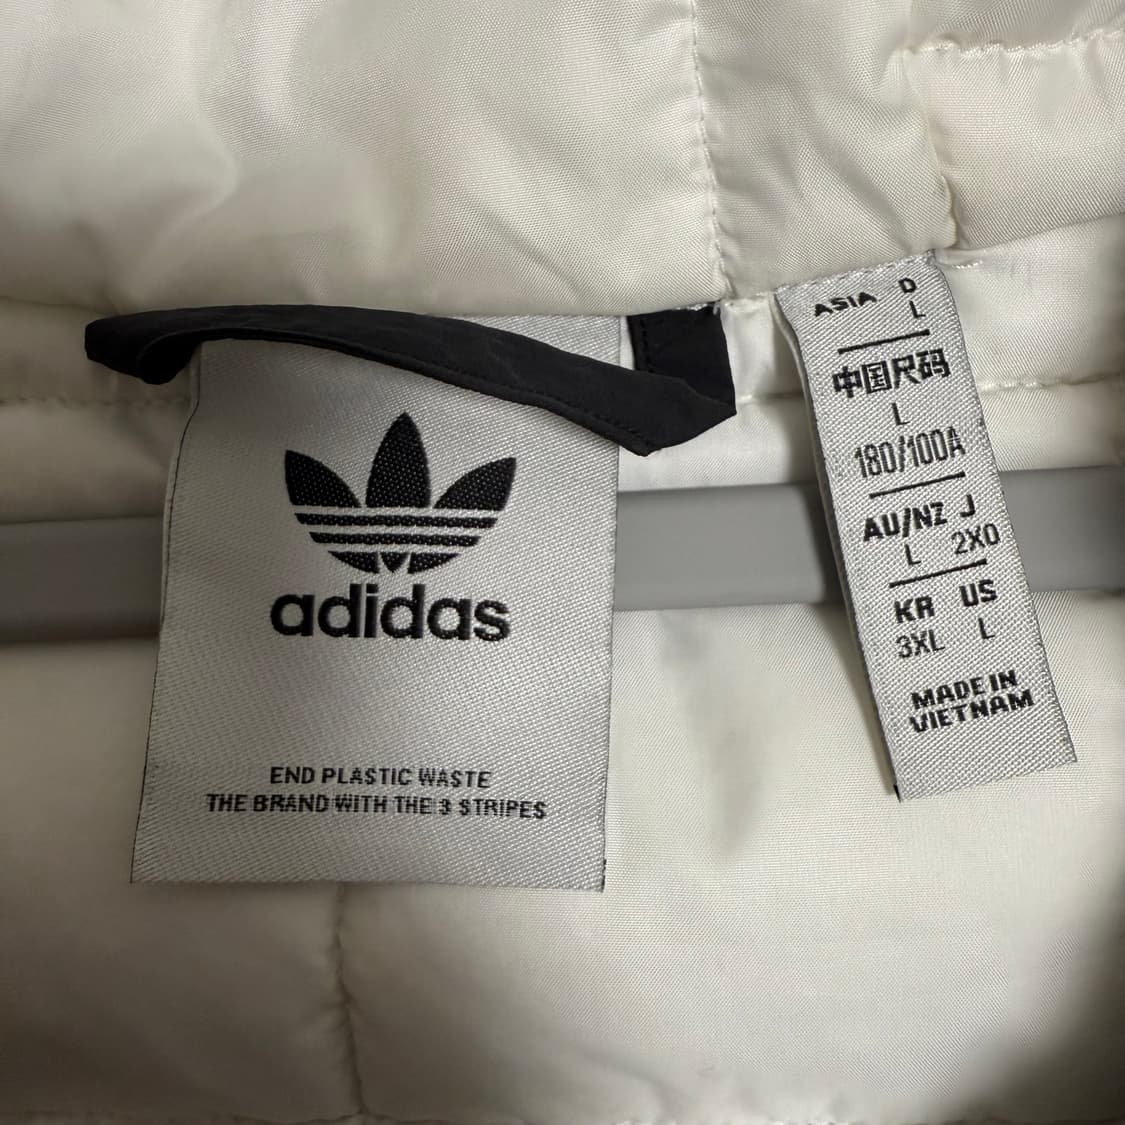 adidas
END PLASTIC WASTE
THE BRAND WITH THE 3 STRIPES
ASIA D
L
中国尺码
L
180/100A
AU/NZ J
L 2XO
KR US
3XL L
MADE IN
VIETNAM